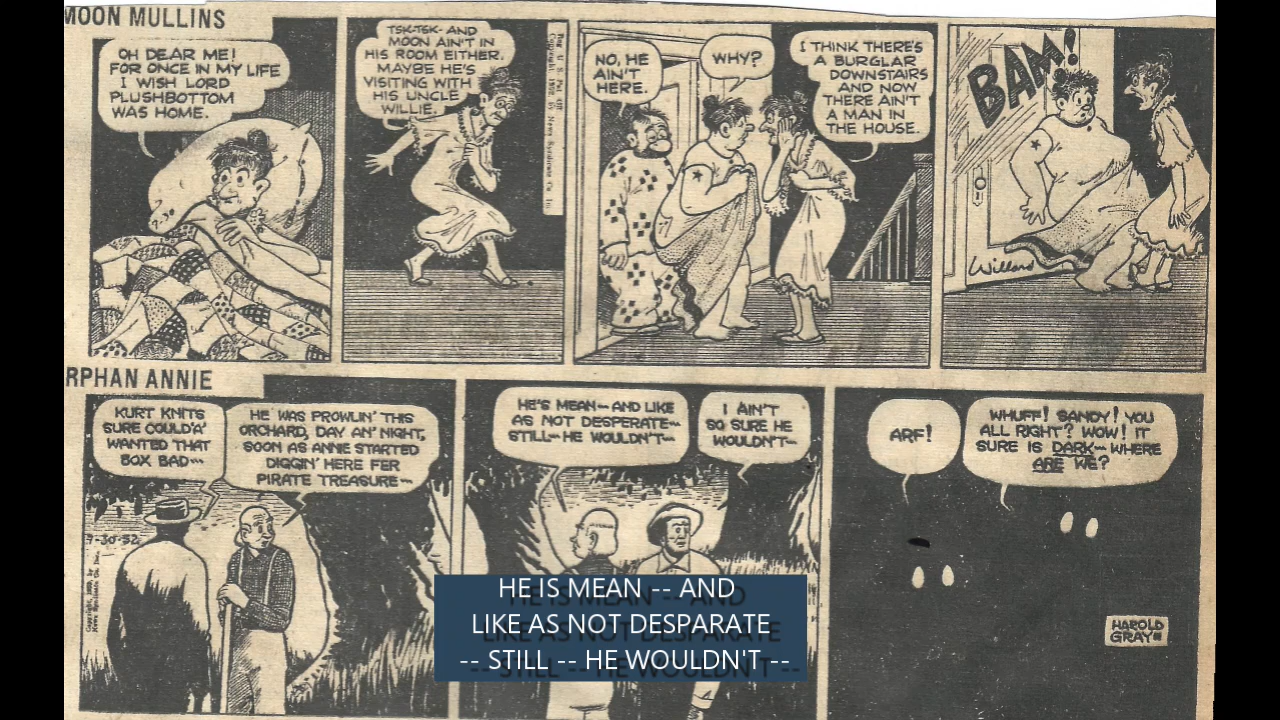 MOON MULLINS
OH DEAR ME!
FOR ONCE IN MY LIFE
I WISH LORD
PLUSHBOTTOM
WAS HOME.
TSK-TSK- AND
MOON AIN'T IN
HIS ROOM EITHER.
MAYBE HE'S
VISITING WITH
HIS UNCLE
WILLIE.
NO, HE
AIN'T
HERE.
WHY?
I THINK THERE'S
A BURGLAR
DOWNSTAIRS
AND NOW
THERE AIN'T
A MAN IN
THE HOUSE.
BAM!
Willard
RPHAN ANNIE
KURT KNITS
SURE COULD'A'
WANTED THAT
BOX BAD--
HE WAS PROWLIN' THIS
ORCHARD, DAY AN' NIGHT,
SOON AS ANNIE STARTED
DIGGIN' HERE FER
PIRATE TREASURE--
7-30-32
HE'S MEAN-- AND LIKE
AS NOT DESPERATE--
STILL-- HE WOULDN'T--
I AIN'T
SO SURE HE
WOULDN'T--
HE IS MEAN -- AND
LIKE AS NOT DESPARATE
-- STILL -- HE WOULDN'T --
ARF!
WHUFF! SANDY! YOU
ALL RIGHT? WOW! IT
SURE IS DARK-- WHERE
ARE WE?
HAROLD
GRAY